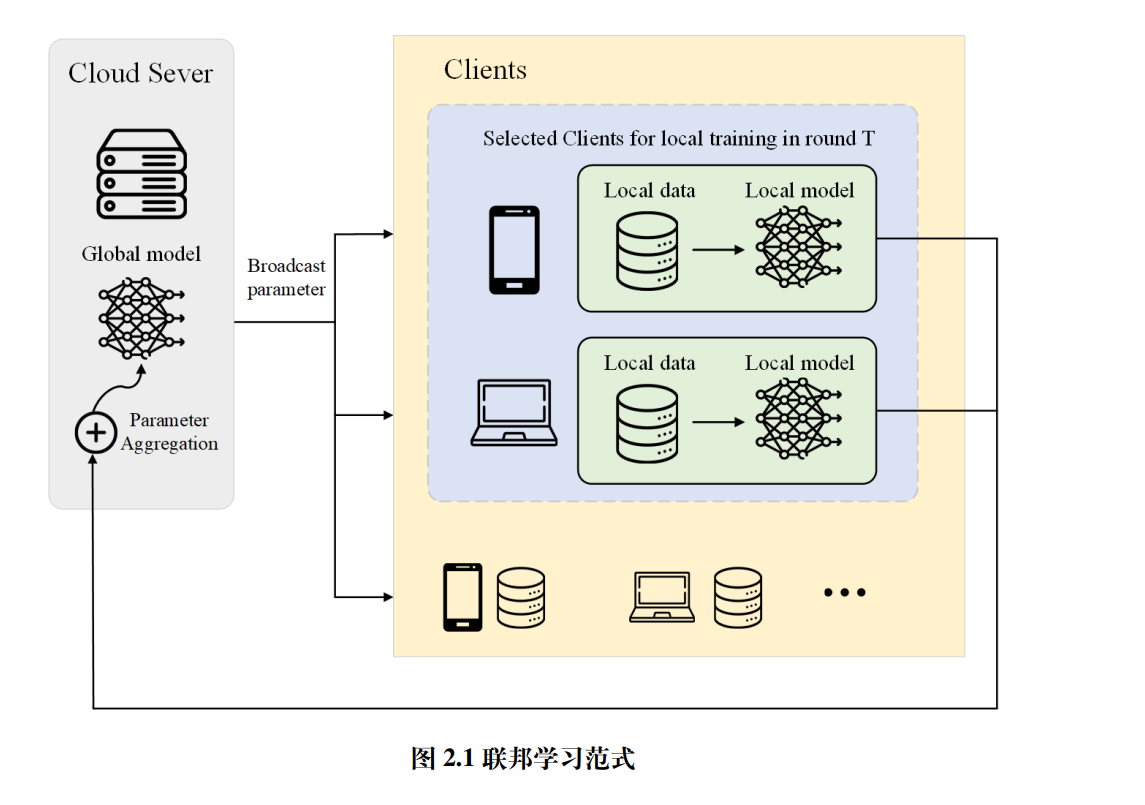 Cloud Sever
Global model
Parameter
Aggregation
Broadcast
parameter
Clients
Selected Clients for local training in round T
Local data
Local model
Local data
Local model
图 2.1 联邦学习范式